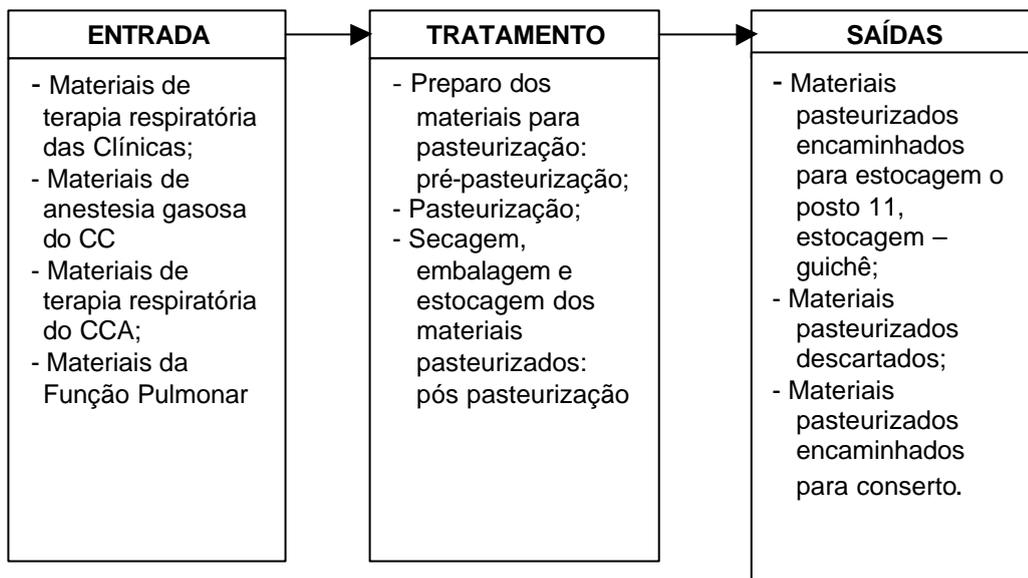 ENTRADA
- Materiais de
terapia respiratória
das Clínicas;
- Materiais de
anestesia gasosa
do CC
- Materiais de
terapia respiratória
do CCA;
- Materiais da
Função Pulmonar
TRATAMENTO
- Preparo dos
materiais para
pasteurização:
pré-pasteurização;
- Pasteurização;
- Secagem,
embalagem e
estocagem dos
materiais
pasteurizados:
pós pasteurização
SAÍDAS
- Materiais
pasteurizados
encaminhados
para estocagem o
posto 11,
estocagem –
guichê;
- Materiais
pasteurizados
descartados;
- Materiais
pasteurizados
encaminhados
para conserto.